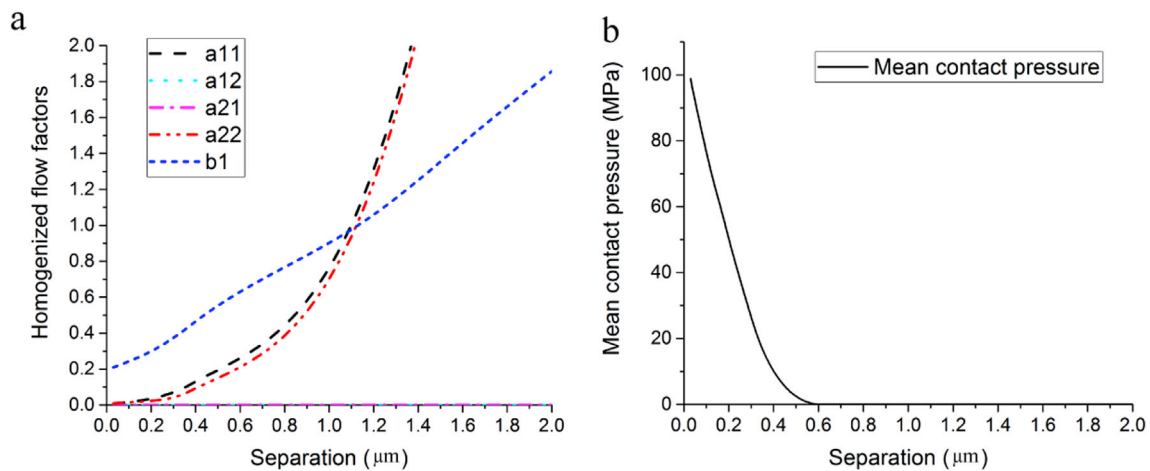 a
Homogenized flow factors
2.0
1.8
1.6
1.4
1.2
1.0
0.8
0.6
0.4
0.2
0.0
a11
a12
a21
a22
b1
0.0 0.2 0.4 0.6 0.8 1.0 1.2 1.4 1.6 1.8 2.0
Separation (μm)
b
Mean contact pressure (MPa)
100
80
60
40
20
0
Mean contact pressure
0.0 0.2 0.4 0.6 0.8 1.0 1.2 1.4 1.6 1.8 2.0
Separation (μm)